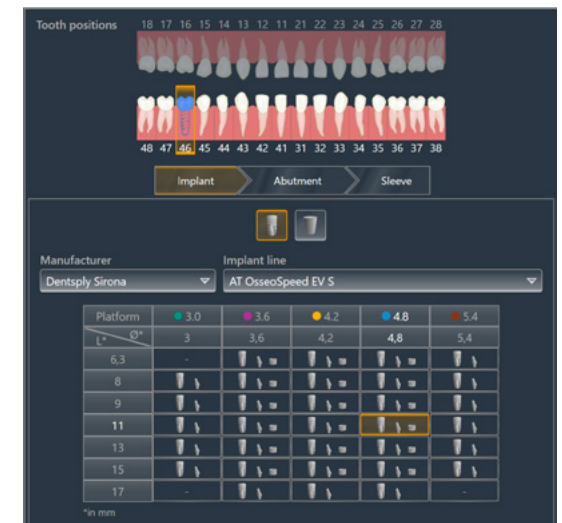 Tooth positions 18 17 16 15 14 13 12 11 21 22 23 24 25 26 27 28
48 47 46 45 44 43 42 41 31 32 33 34 35 36 37 38
Implant Abutment Sleeve
Manufacturer Implant line
Dentsply Sirona AT OsseoSpeed EV S
Platform 3.0 3.6 4.2 4.8 5.4
L* Ø* 3 3,6 4,2 4,8 5,4
6,3 -
8
9
11
13
15
17 - -
*in mm